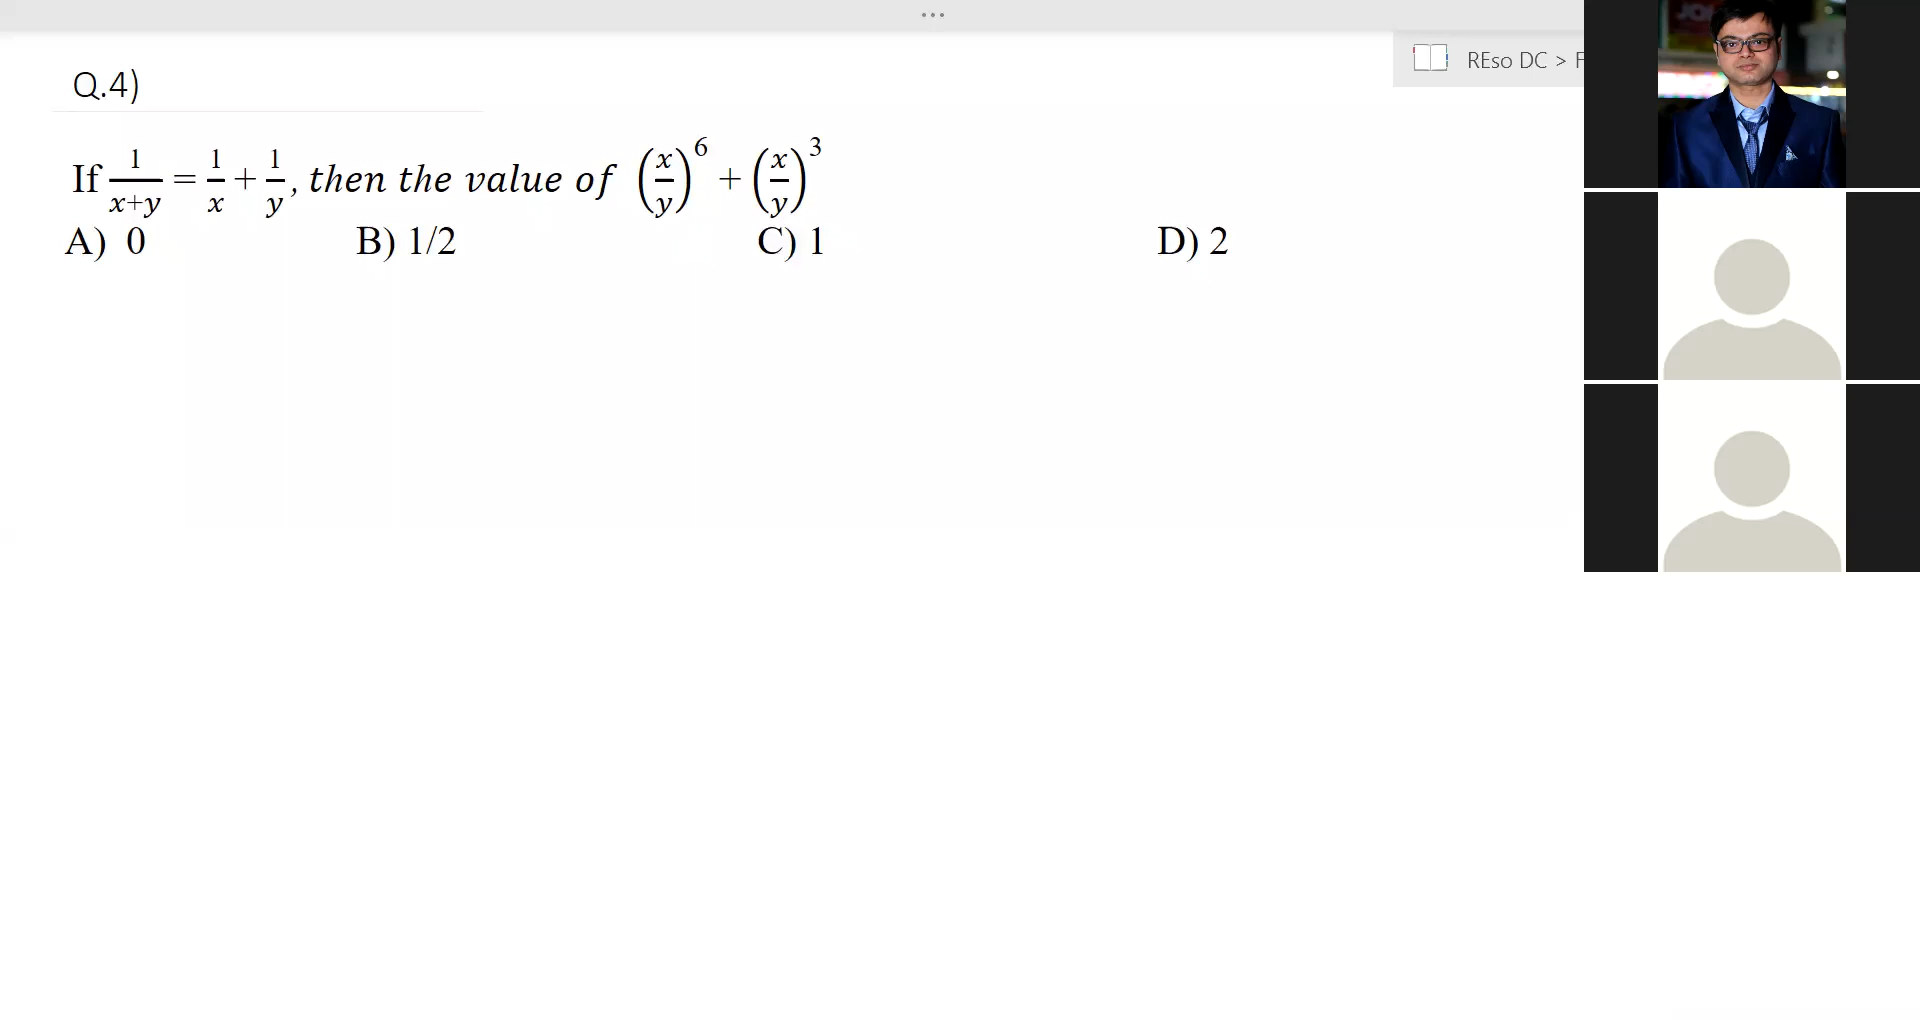 •••
REso DC > F
Q.4)
If 1/(x+y) = 1/x + 1/y, then the value of (x/y)^6 + (x/y)^3
A) 0 B) 1/2 C) 1 D) 2